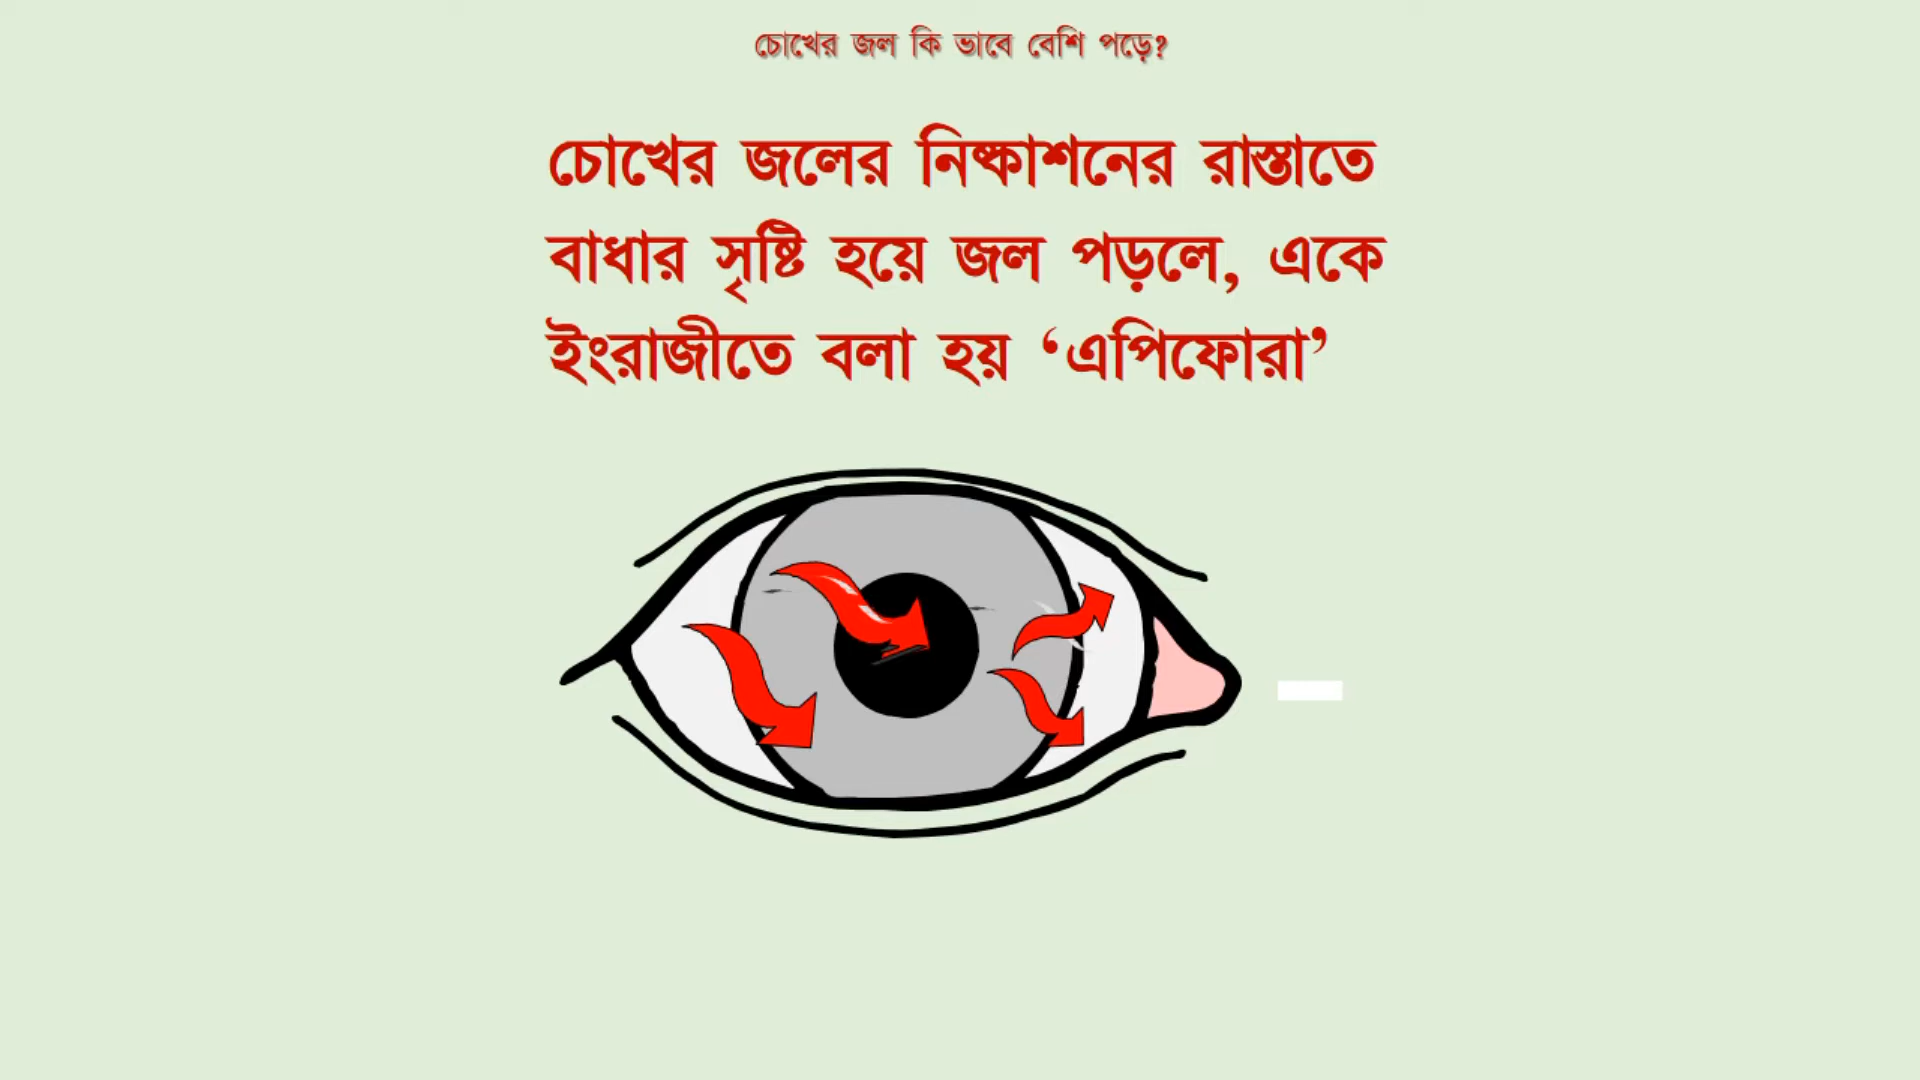 চোখের জল কি ভাবে বেশি পড়ে?
চোখের জলের নিষ্কাশনের রাস্তাতে
বাধার সৃষ্টি হয়ে জল পড়লে, একে
ইংরাজীতে বলা হয় ‘এপিফোরা’